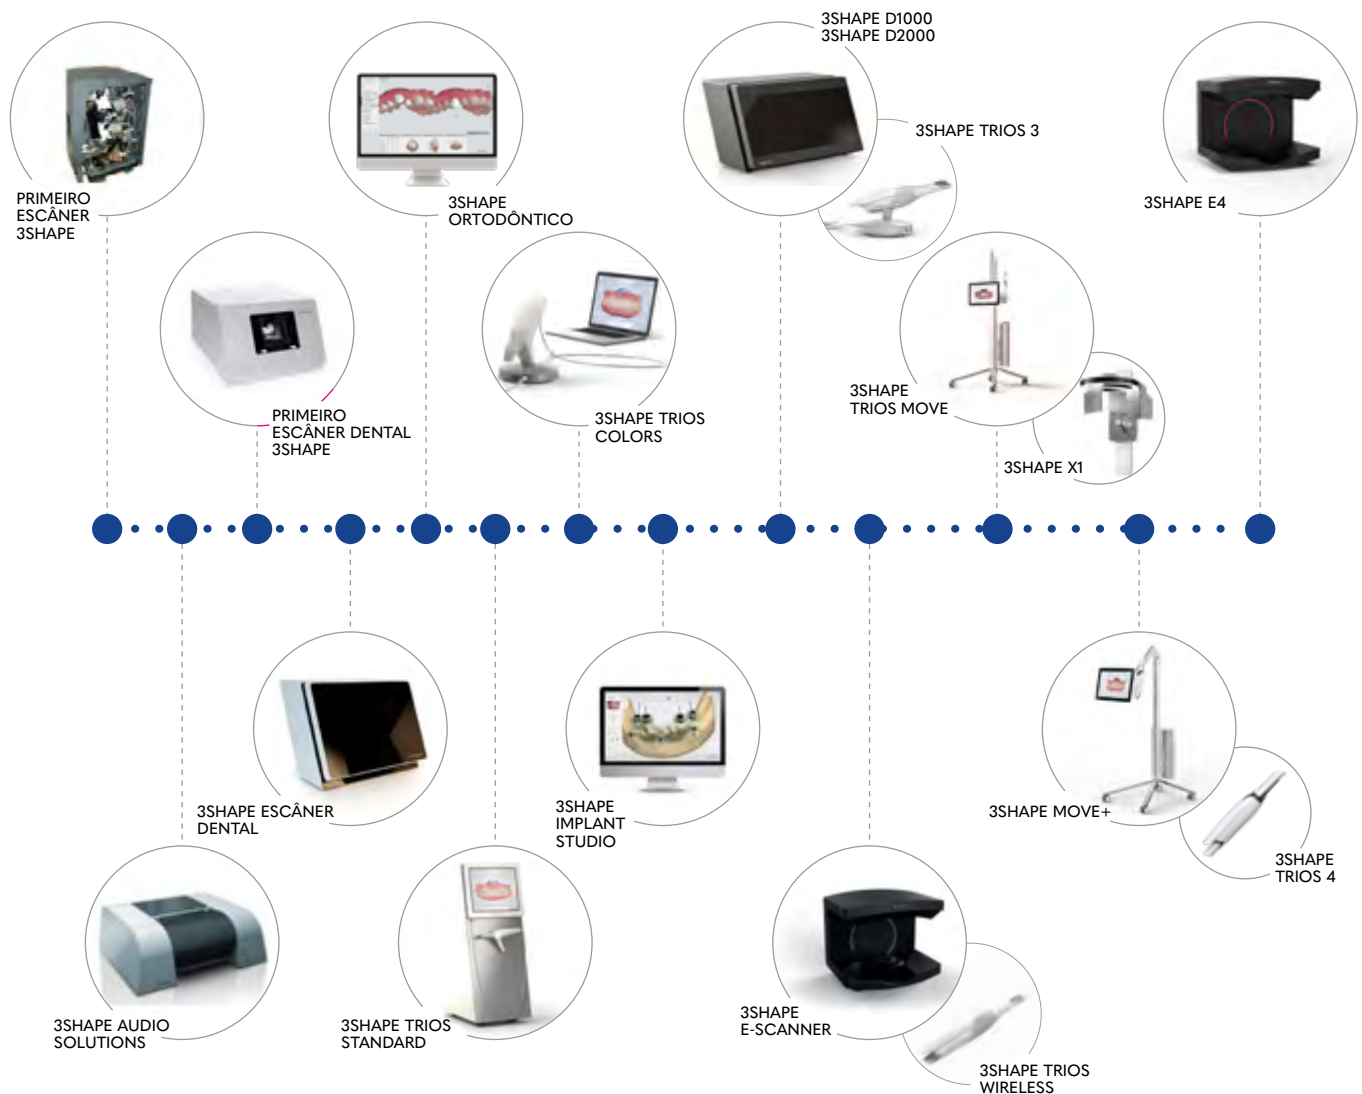 3SHAPE D1000
3SHAPE D2000
3SHAPE TRIOS 3
PRIMEIRO
ESCÂNER
3SHAPE
3SHAPE
ORTODÔNTICO
3SHAPE E4
PRIMEIRO
ESCÂNER DENTAL
3SHAPE
3SHAPE TRIOS
COLORS
3SHAPE
TRIOS MOVE
3SHAPE X1
3SHAPE ESCÂNER
DENTAL
3SHAPE
IMPLANT
STUDIO
3SHAPE MOVE+
3SHAPE
TRIOS 4
3SHAPE AUDIO
SOLUTIONS
3SHAPE TRIOS
STANDARD
3SHAPE
E-SCANNER
3SHAPE TRIOS
WIRELESS